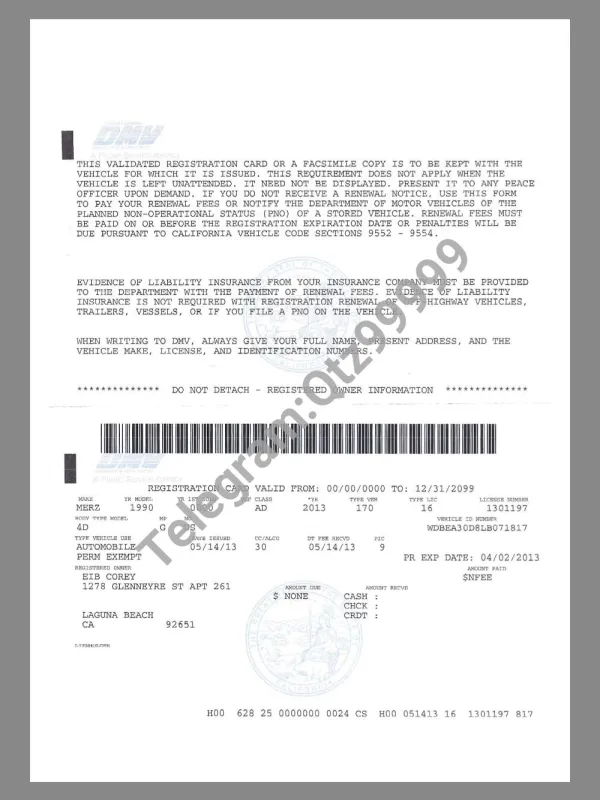 DMV
THIS VALIDATED REGISTRATION CARD OR A FACSIMILE COPY IS TO BE KEPT WITH THE
VEHICLE FOR WHICH IT IS ISSUED. THIS REQUIREMENT DOES NOT APPLY WHEN THE
VEHICLE IS LEFT UNATTENDED. IT NEED NOT BE DISPLAYED. PRESENT IT TO ANY PEACE
OFFICER UPON DEMAND. IF YOU DO NOT RECEIVE A RENEWAL NOTICE, USE THIS FORM
TO PAY YOUR RENEWAL FEES OR NOTIFY THE DEPARTMENT OF MOTOR VEHICLES OF THE
PLANNED NON-OPERATIONAL STATUS (PNO) OF A STORED VEHICLE. RENEWAL FEES MUST
BE PAID ON OR BEFORE THE REGISTRATION EXPIRATION DATE OR PENALTIES WILL BE
DUE PURSUANT TO CALIFORNIA VEHICLE CODE SECTIONS 9552 - 9554.
EVIDENCE OF LIABILITY INSURANCE FROM YOUR INSURANCE COMPANY MUST BE PROVIDED
TO THE DEPARTMENT WITH THE PAYMENT OF RENEWAL FEES. EVIDENCE OF LIABILITY
INSURANCE IS NOT REQUIRED WITH REGISTRATION RENEWAL OF OFF-HIGHWAY VEHICLES,
TRAILERS, VESSELS, OR IF YOU FILE A PNO ON THE VEHICLE.
WHEN WRITING TO DMV, ALWAYS GIVE YOUR FULL NAME, PRESENT ADDRESS, AND THE
VEHICLE MAKE, LICENSE, AND IDENTIFICATION NUMBERS.
************** DO NOT DETACH - REGISTERED OWNER INFORMATION **************
Telegram:Qtz99999
REGISTRATION CARD VALID FROM: 00/00/0000 TO: 12/31/2099
MAKE YR MODEL YR 1ST SOLD CLASS *YR TYPE VEH TYPE LIC LICENSE NUMBER
MERZ 1990 0000 AD 2013 170 16 1301197
BODY TYPE MODEL VEHICLE ID NUMBER
4D G WDBEA30D8LB071817
TYPE VEHICLE USE DATE ISSUED CC/ALCO DT FEE RECVD PIC
AUTOMOBILE 05/14/13 30 05/14/13 9
PERM EXEMPT PR EXP DATE: 04/02/2013
REGISTERED OWNER AMOUNT PAID
EIB COREY $NFEE
1278 GLENNEYRE ST APT 261 AMOUNT DUE AMOUNT RECVD
$ NONE CASH :
CHCK :
LAGUNA BEACH CRDT :
CA 92651
LIENHOLDER
H00 628 25 0000000 0024 CS H00 051413 16 1301197 817